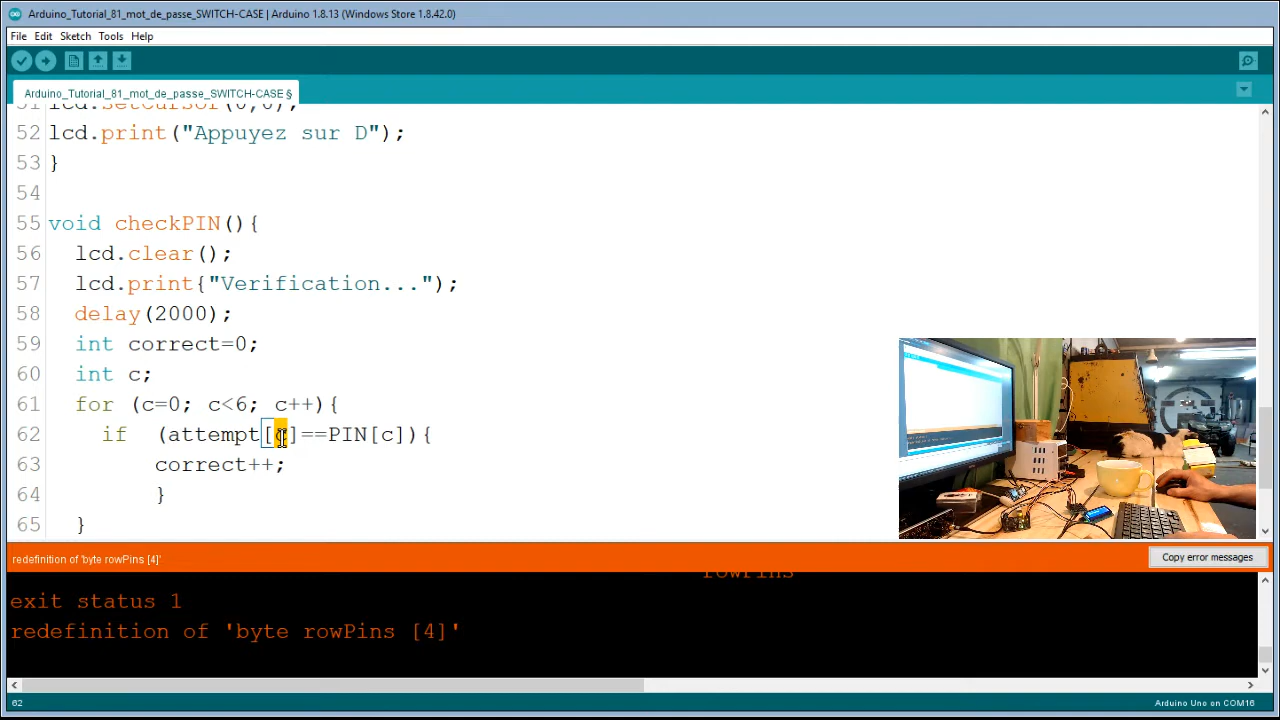 Arduino_Tutorial_81_mot_de_passe_SWITCH-CASE | Arduino 1.8.13 (Windows Store 1.8.42.0)
File Edit Sketch Tools Help
Arduino_Tutorial_81_mot_de_passe_SWITCH-CASE §
51 lcd.setCursor(0,0);
52 lcd.print("Appuyez sur D");
53 }
54
55 void checkPIN(){
56 lcd.clear();
57 lcd.print{"Verification...");
58 delay(2000);
59 int correct=0;
60 int c;
61 for (c=0; c<6; c++){
62 if (attempt[c]==PIN[c]){
63 correct++;
64 }
65 }
redefinition of 'byte rowPins [4]'
Copy error messages
rowPins
exit status 1
redefinition of 'byte rowPins [4]'
62
Arduino Uno on COM16